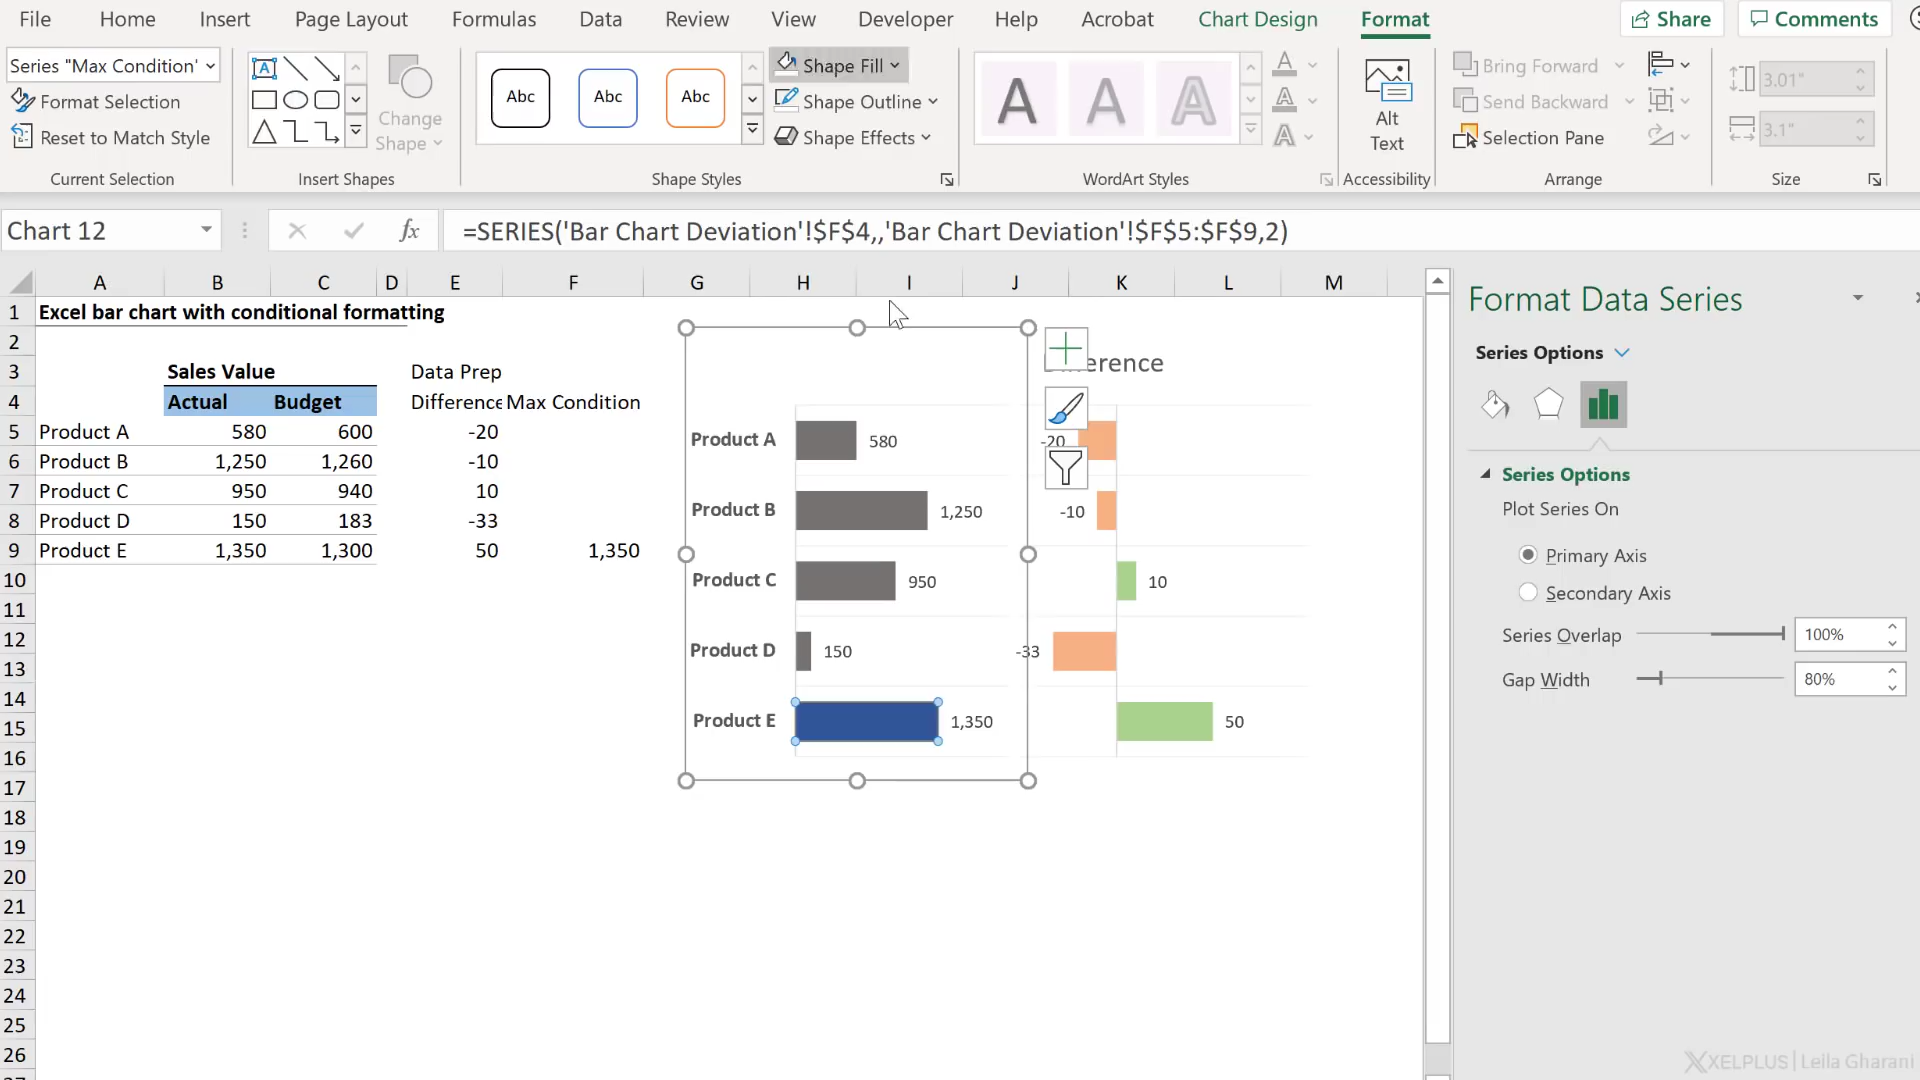 File Home Insert Page Layout Formulas Data Review View Developer Help Acrobat Chart Design Format Share Comments
Series "Max Condition'
Format Selection
Reset to Match Style
Current Selection
Change
Shape
Insert Shapes
Abc Abc Abc
Shape Fill
Shape Outline
Shape Effects
Shape Styles
A A A
WordArt Styles
Alt
Text
Accessibility
Bring Forward
Send Backward
Selection Pane
Arrange
3.01"
3.1"
Size
Chart 12 fx =SERIES('Bar Chart Deviation'!$F$4,,'Bar Chart Deviation'!$F$5:$F$9,2)
A B C D E F G H I J K L M
1 Excel bar chart with conditional formatting
2
3 Sales Value Data Prep
4 Actual Budget Difference Max Condition
5 Product A 580 600 -20
6 Product B 1,250 1,260 -10
7 Product C 950 940 10
8 Product D 150 183 -33
9 Product E 1,350 1,300 50 1,350
10
11
12
13
14
15
16
17
18
19
20
21
22
23
24
25
26
erence
Product A 580 -20
Product B 1,250 -10
Product C 950 10
Product D 150 -33
Product E 1,350 50
Format Data Series
Series Options
Series Options
Plot Series On
Primary Axis
Secondary Axis
Series Overlap 100%
Gap Width 80%
XELPLUS | Leila Gharani